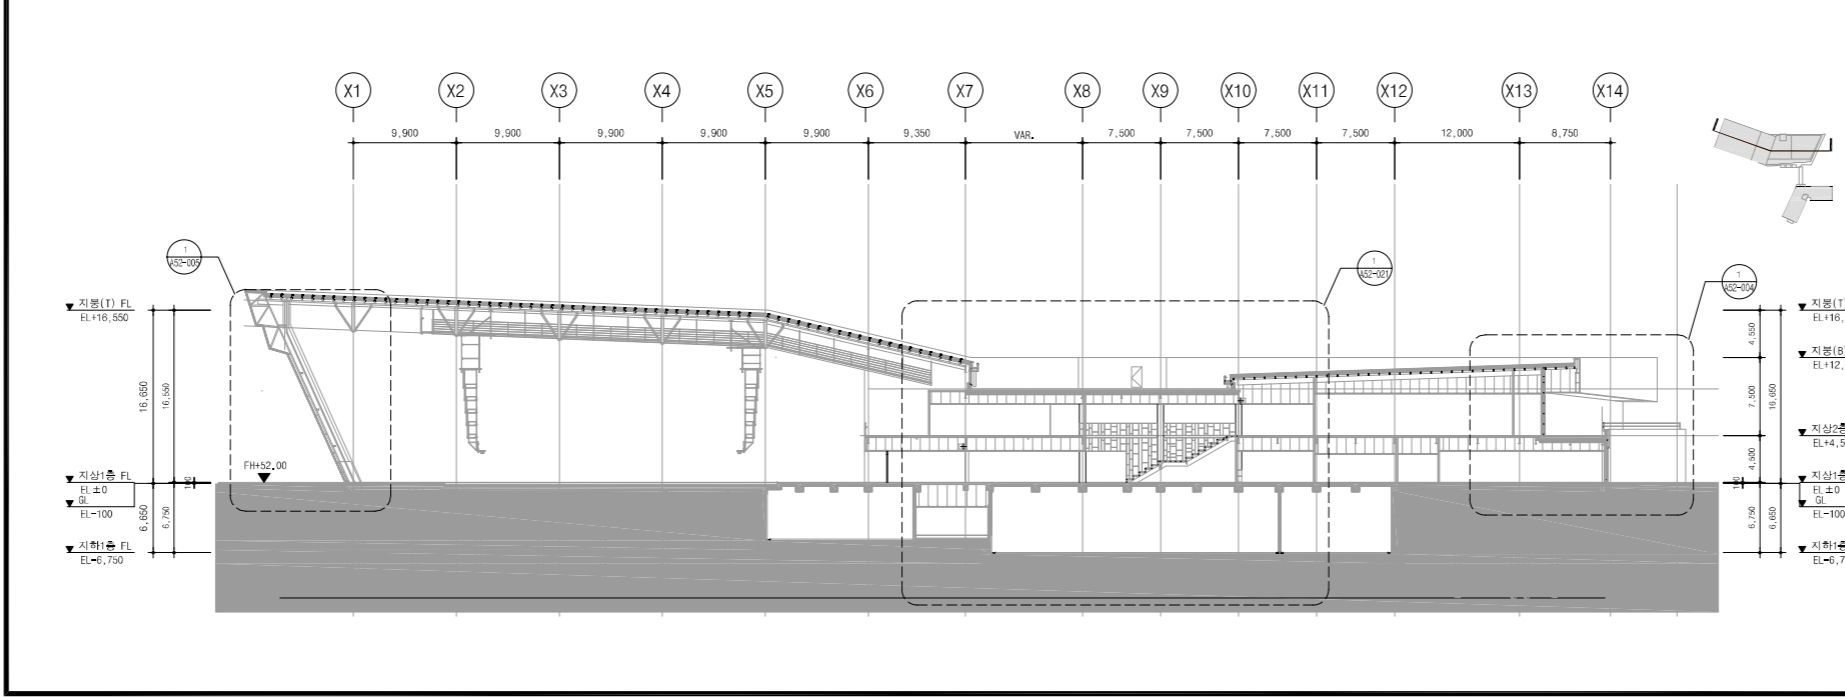 X1 X2 X3 X4 X5 X6 X7 X8 X9 X10 X11 X12 X13 X14
9,900 9,900 9,900 9,900 9,900 9,350 VAR. 7,500 7,500 7,500 7,500 12,000 8,750
1
A52-005
1
A52-021
1
A52-004
지붕(T) FL
EL+16,550
16,650
16,550
FH+52.00
지상1층 FL
EL±0
GL
EL-100
100
6,650
6,750
지하1층 FL
EL-6,750
지붕(T)
EL+16,
4,550
지붕(B)
EL+12,
7,500
16,650
지상2층
EL+4,5
4,500
지상1층
EL±0
GL
EL-100
100
6,750
6,650
지하1층
EL-6,7